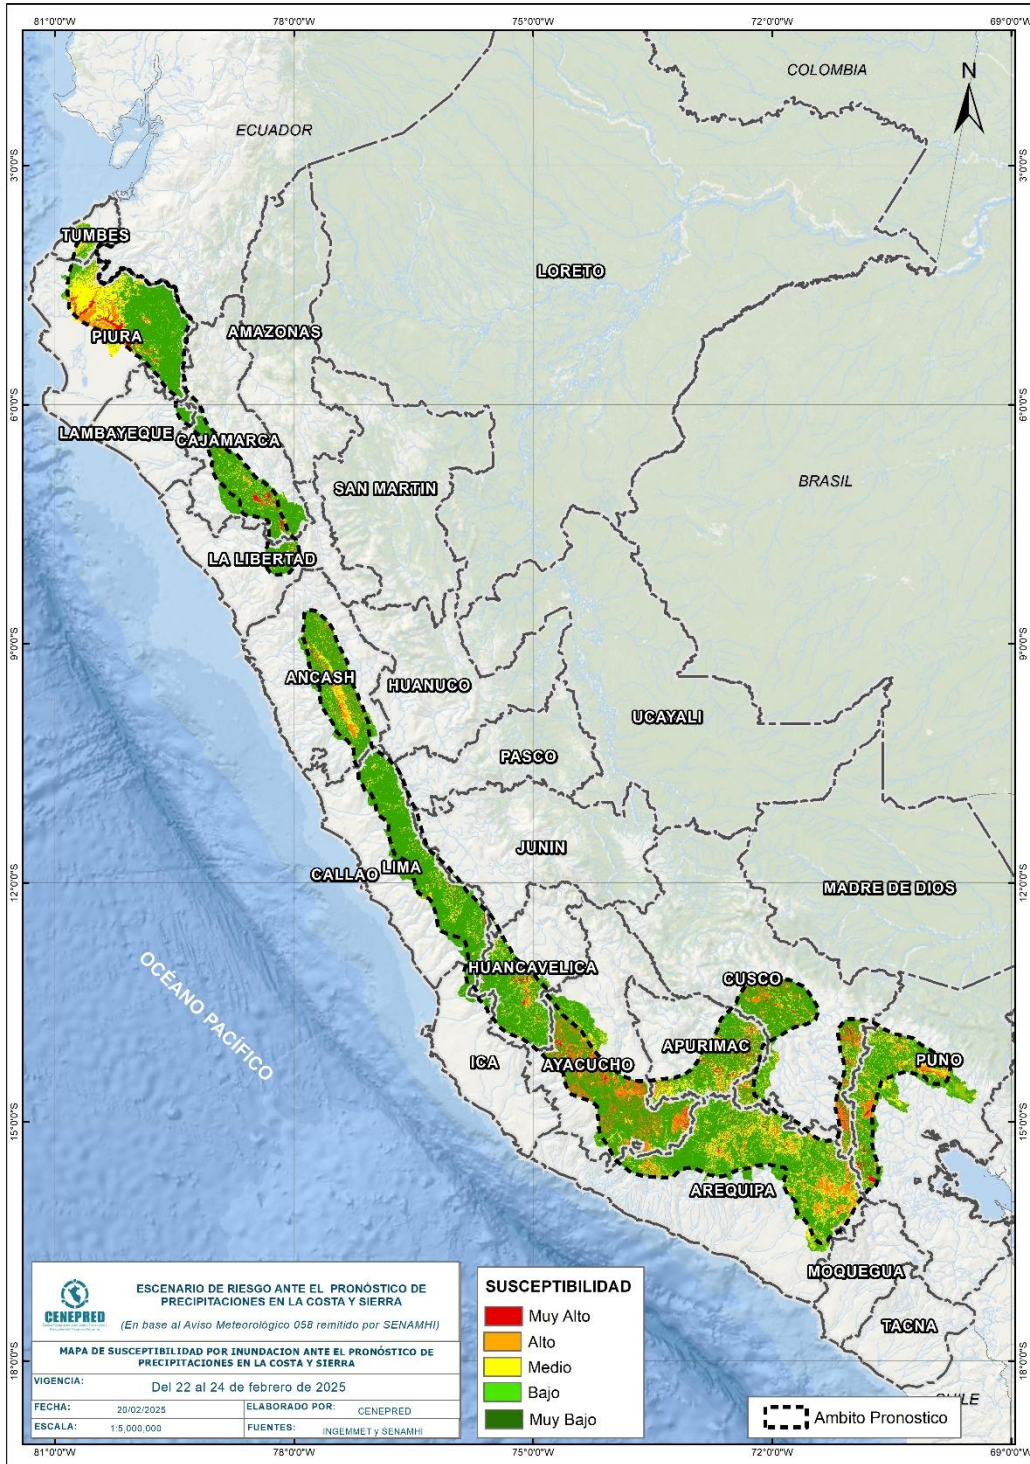 81°0'0"W
78°0'0"W
75°0'0"W
72°0'0"W
69°0'0"W
COLOMBIA
N
ECUADOR
3°0'0"S
3°0'0"S
TUMBES
LORETO
PIURA
AMAZONAS
6°0'0"S
6°0'0"S
LAMBAYEQUE
CAJAMARCA
BRASIL
SAN MARTIN
LA LIBERTAD
9°0'0"S
9°0'0"S
ANCASH
HUANUCO
UCAYALI
PASCO
JUNIN
LIMA
CALLAO
12°0'0"S
12°0'0"S
MADRE DE DIOS
OCÉANO PACÍFICO
HUANCAVELICA
CUSCO
APURIMAC
ICA
AYACUCHO
PUNO
15°0'0"S
15°0'0"S
AREQUIPA
MOQUEGUA
TACNA
18°0'0"S
18°0'0"S
CHILE
CENEPRED
ESCENARIO DE RIESGO ANTE EL PRONÓSTICO DE
PRECIPITACIONES EN LA COSTA Y SIERRA
(En base al Aviso Meteorológico 058 remitido por SENAMHI)
MAPA DE SUSCEPTIBILIDAD POR INUNDACION ANTE EL PRONÓSTICO DE
PRECIPITACIONES EN LA COSTA Y SIERRA
VIGENCIA: Del 22 al 24 de febrero de 2025
FECHA: 20/02/2025 ELABORADO POR: CENEPRED
ESCALA: 1:5,000,000 FUENTES: INGEMMET y SENAMHI
SUSCEPTIBILIDAD
Muy Alto
Alto
Medio
Bajo
Muy Bajo
Ambito Pronostico
81°0'0"W
78°0'0"W
75°0'0"W
72°0'0"W
69°0'0"W